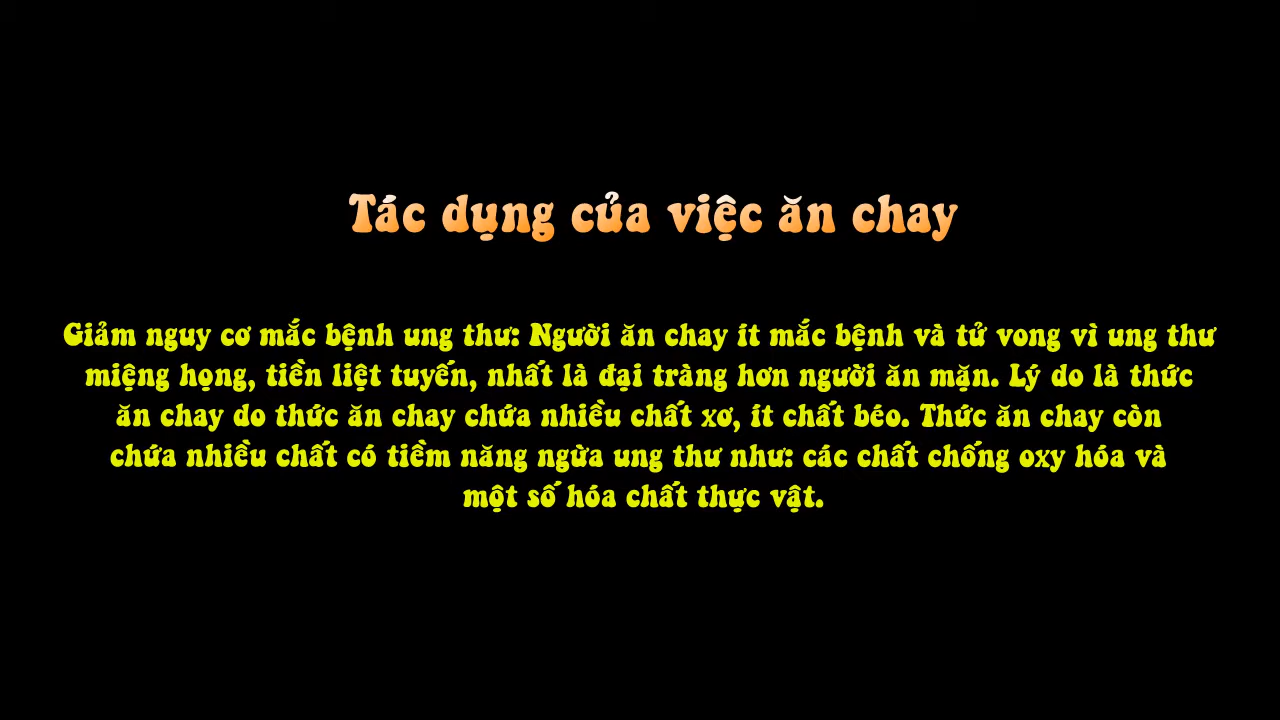 Tác dụng của việc ăn chay
Giảm nguy cơ mắc bệnh ung thư: Người ăn chay ít mắc bệnh và tử vong vì ung thư
miệng họng, tiền liệt tuyến, nhất là đại tràng hơn người ăn mặn. Lý do là thức
ăn chay do thức ăn chay chứa nhiều chất xơ, ít chất béo. Thức ăn chay còn
chứa nhiều chất có tiềm năng ngừa ung thư như: các chất chống oxy hóa và
một số hóa chất thực vật.